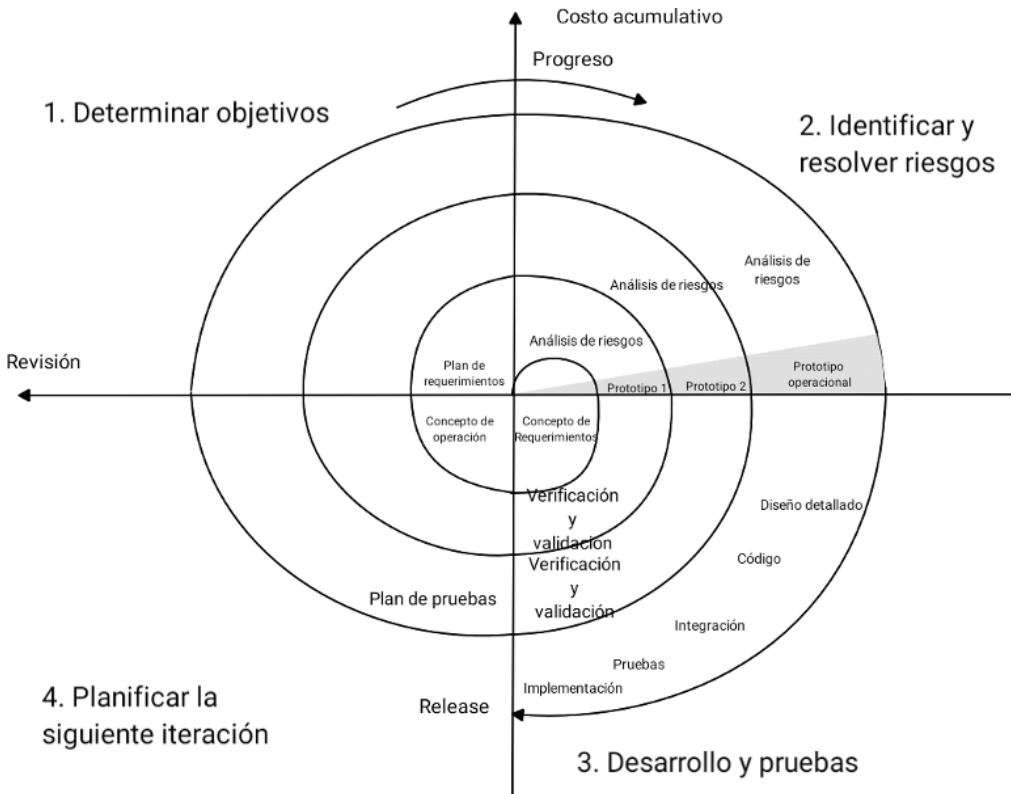 Costo acumulativo
Progreso
1. Determinar objetivos
2. Identificar y
resolver riesgos
Análisis de
riesgos
Análisis de riesgos
Análisis de riesgos
Revisión
Plan de
requerimientos
Prototipo 1
Prototipo 2
Prototipo
operacional
Concepto de
operación
Concepto de
Requerimientos
Verificación
y
validación
Verificación
y
validación
Diseño detallado
Código
Integración
Pruebas
Implementación
Plan de pruebas
Release
4. Planificar la
siguiente iteración
3. Desarrollo y pruebas